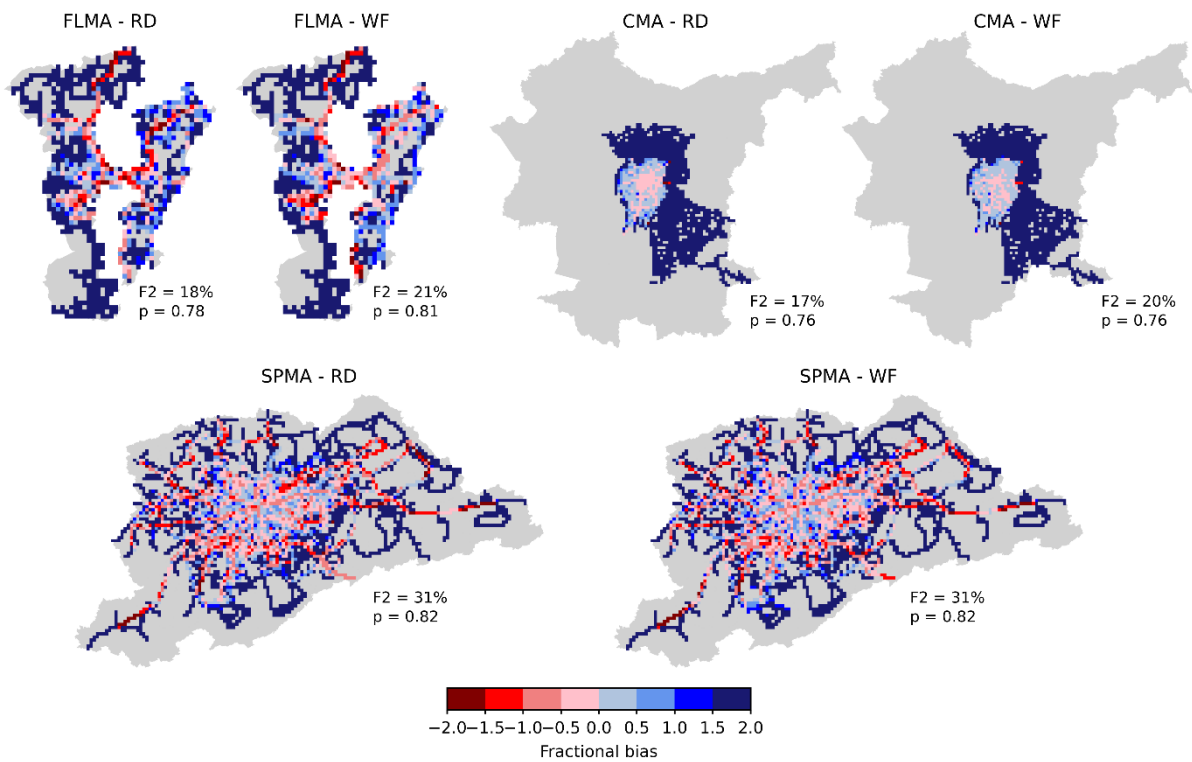 FLMA - RD
FLMA - WF
CMA - RD
CMA - WF
F2 = 18%
p = 0.78
F2 = 21%
p = 0.81
F2 = 17%
p = 0.76
F2 = 20%
p = 0.76
SPMA - RD
SPMA - WF
F2 = 31%
p = 0.82
F2 = 31%
p = 0.82
−2.0 −1.5 −1.0 −0.5 0.0 0.5 1.0 1.5 2.0
Fractional bias